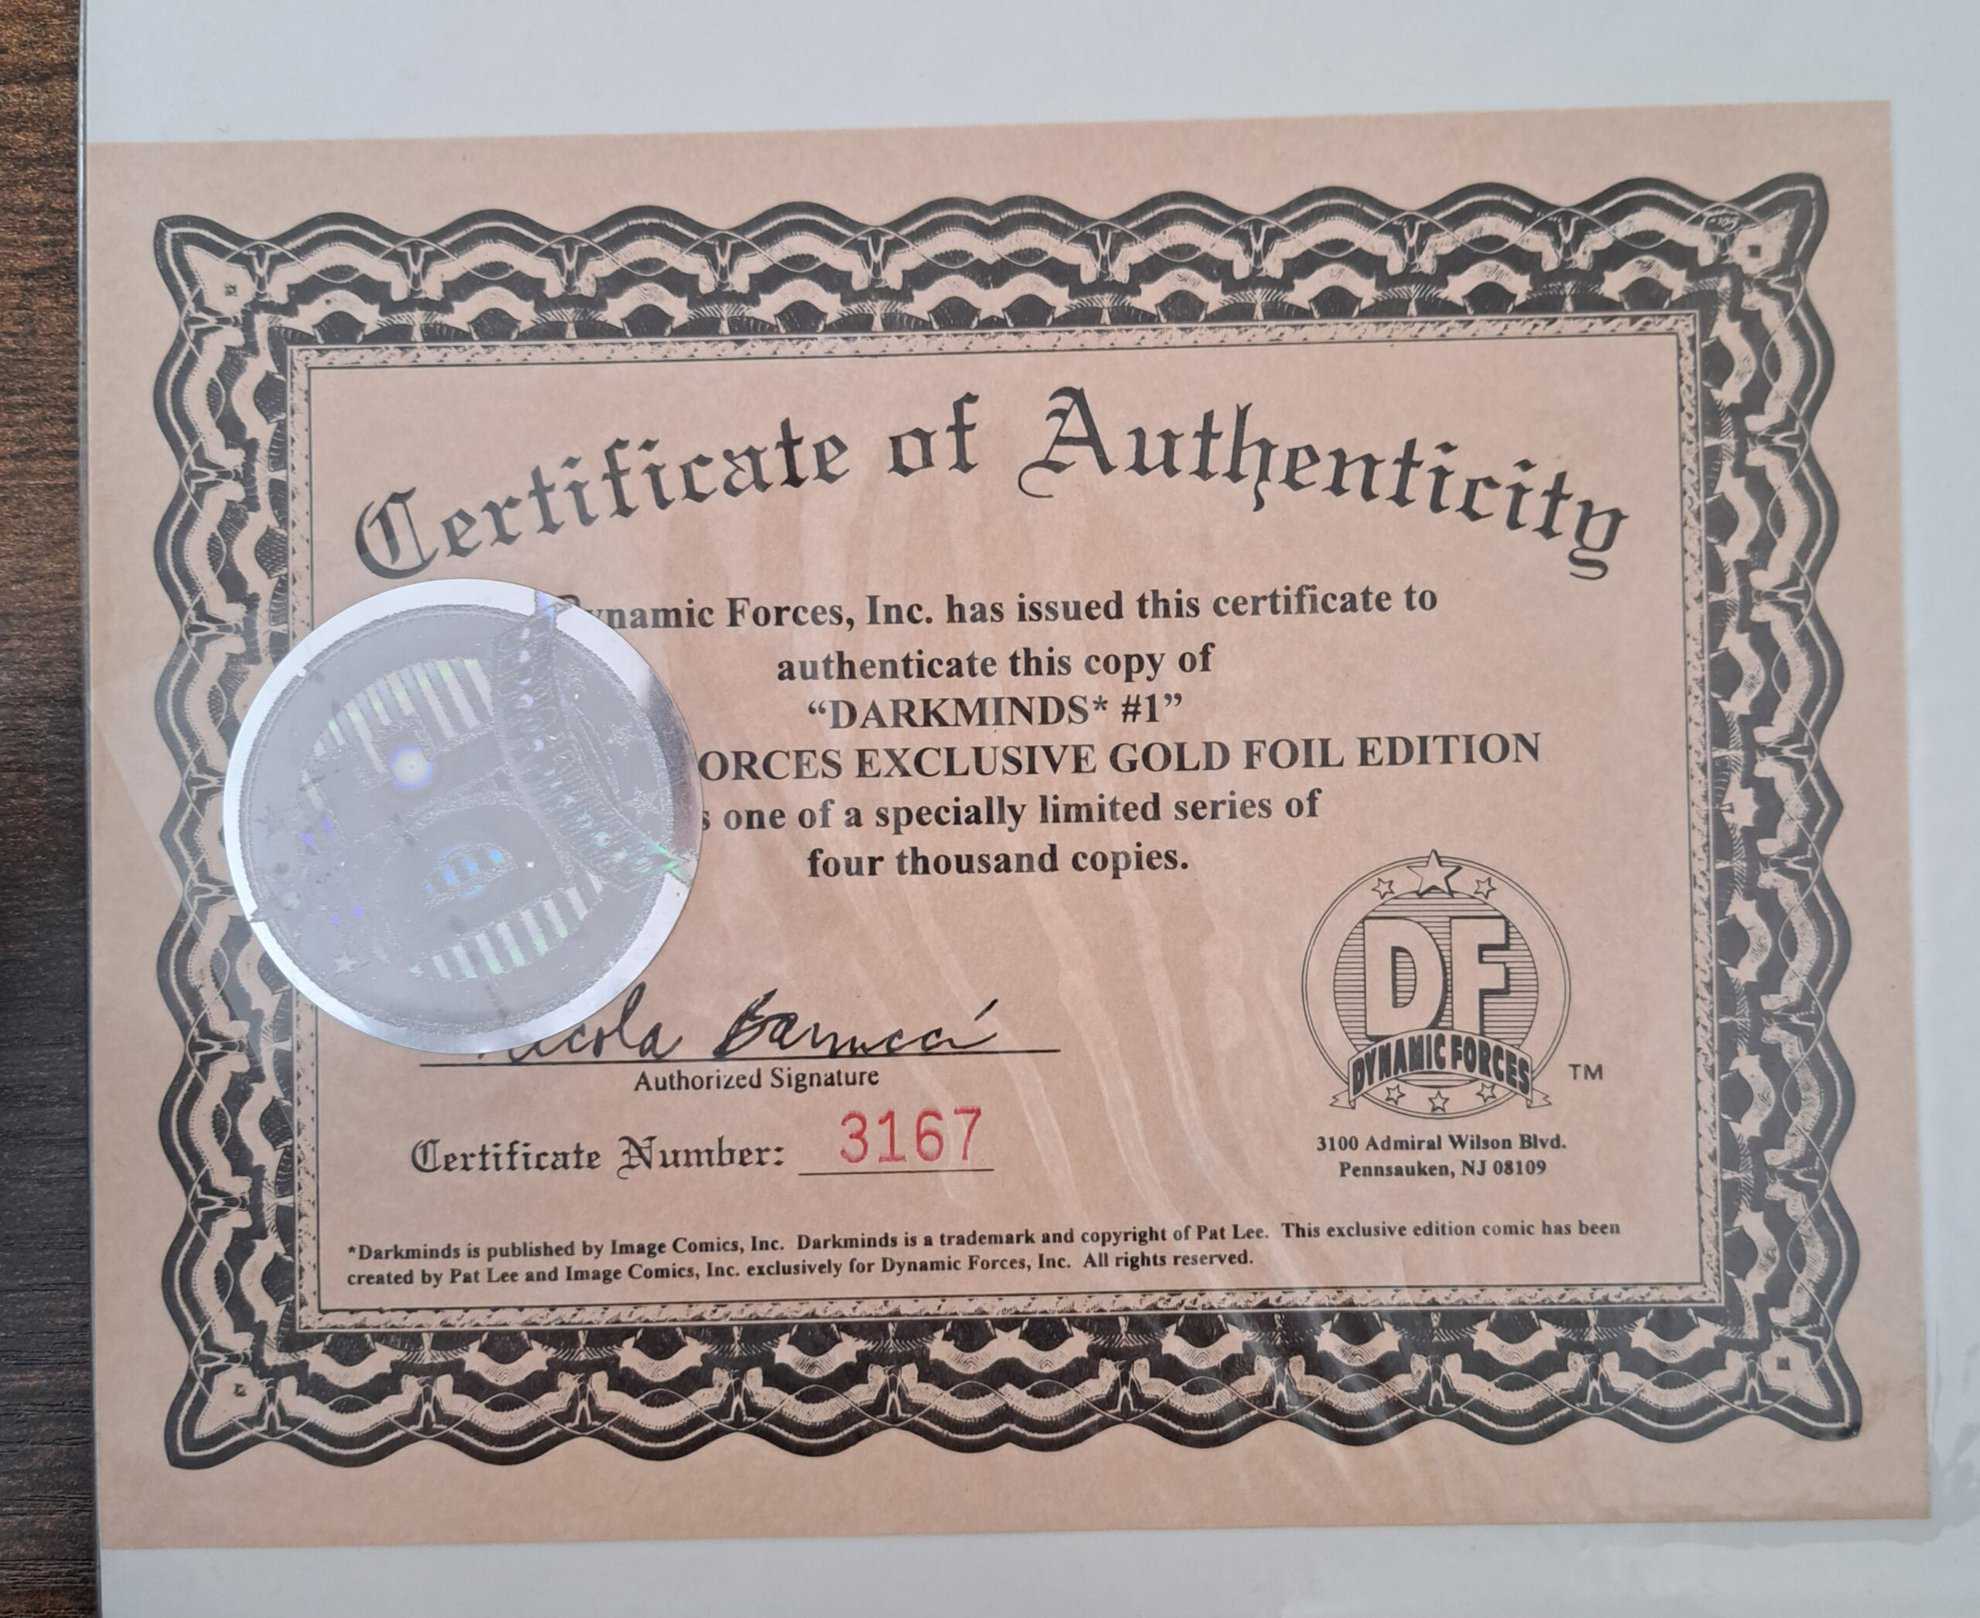 Certificate of Authenticity
Dynamic Forces, Inc. has issued this certificate to
authenticate this copy of
“DARKMINDS* #1”
ORCES EXCLUSIVE GOLD FOIL EDITION
s one of a specially limited series of
four thousand copies.
Nicola Barrucci
Authorized Signature
Certificate Number: 3167
DF
DYNAMIC FORCES
TM
3100 Admiral Wilson Blvd.
Pennsauken, NJ 08109
*Darkminds is published by Image Comics, Inc. Darkminds is a trademark and copyright of Pat Lee. This exclusive edition comic has been
created by Pat Lee and Image Comics, Inc. exclusively for Dynamic Forces, Inc. All rights reserved.